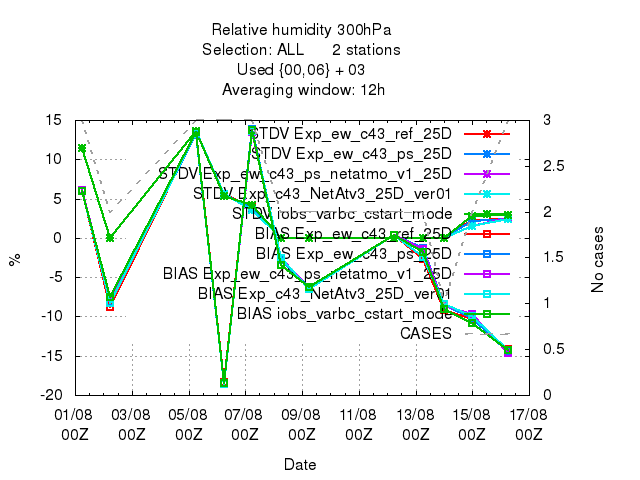 Relative humidity 300hPa
Selection: ALL 2 stations
Used {00,06} + 03
Averaging window: 12h
15
10
5
0
-5
-10
-15
-20
%
3
2.5
2
1.5
1
0.5
0
No cases
STDV Exp_ew_c43_ref_25D
STDV Exp_ew_c43_ps_25D
STDV Exp_ew_c43_ps_netatmo_v1_25D
STDV Exp_c43_NetAtv3_25D_ver01
STDV iobs_varbc_cstart_mode
BIAS Exp_ew_c43_ref_25D
BIAS Exp_ew_c43_ps_25D
BIAS Exp_ew_c43_ps_netatmo_v1_25D
BIAS Exp_c43_NetAtv3_25D_ver01
BIAS iobs_varbc_cstart_mode
CASES
01/08 03/08 05/08 07/08 09/08 11/08 13/08 15/08 17/08
00Z 00Z 00Z 00Z 00Z 00Z 00Z 00Z 00Z
Date